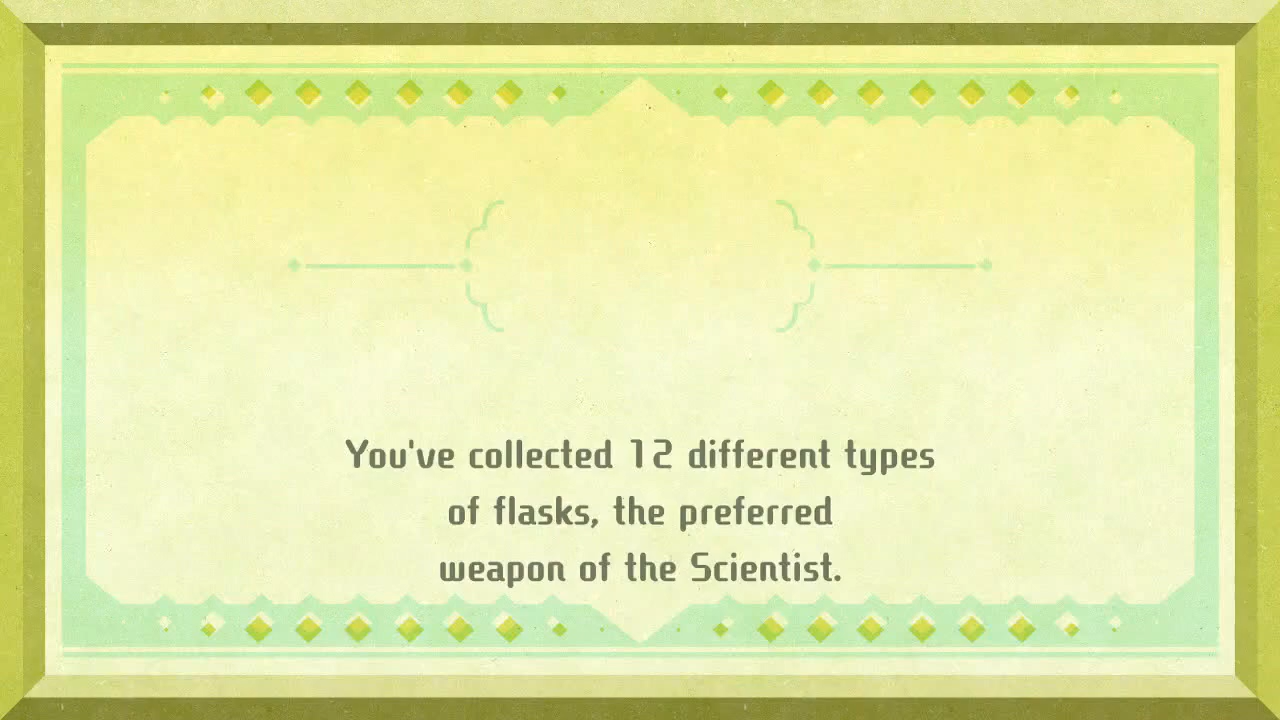 You've collected 12 different types
of flasks, the preferred
weapon of the Scientist.